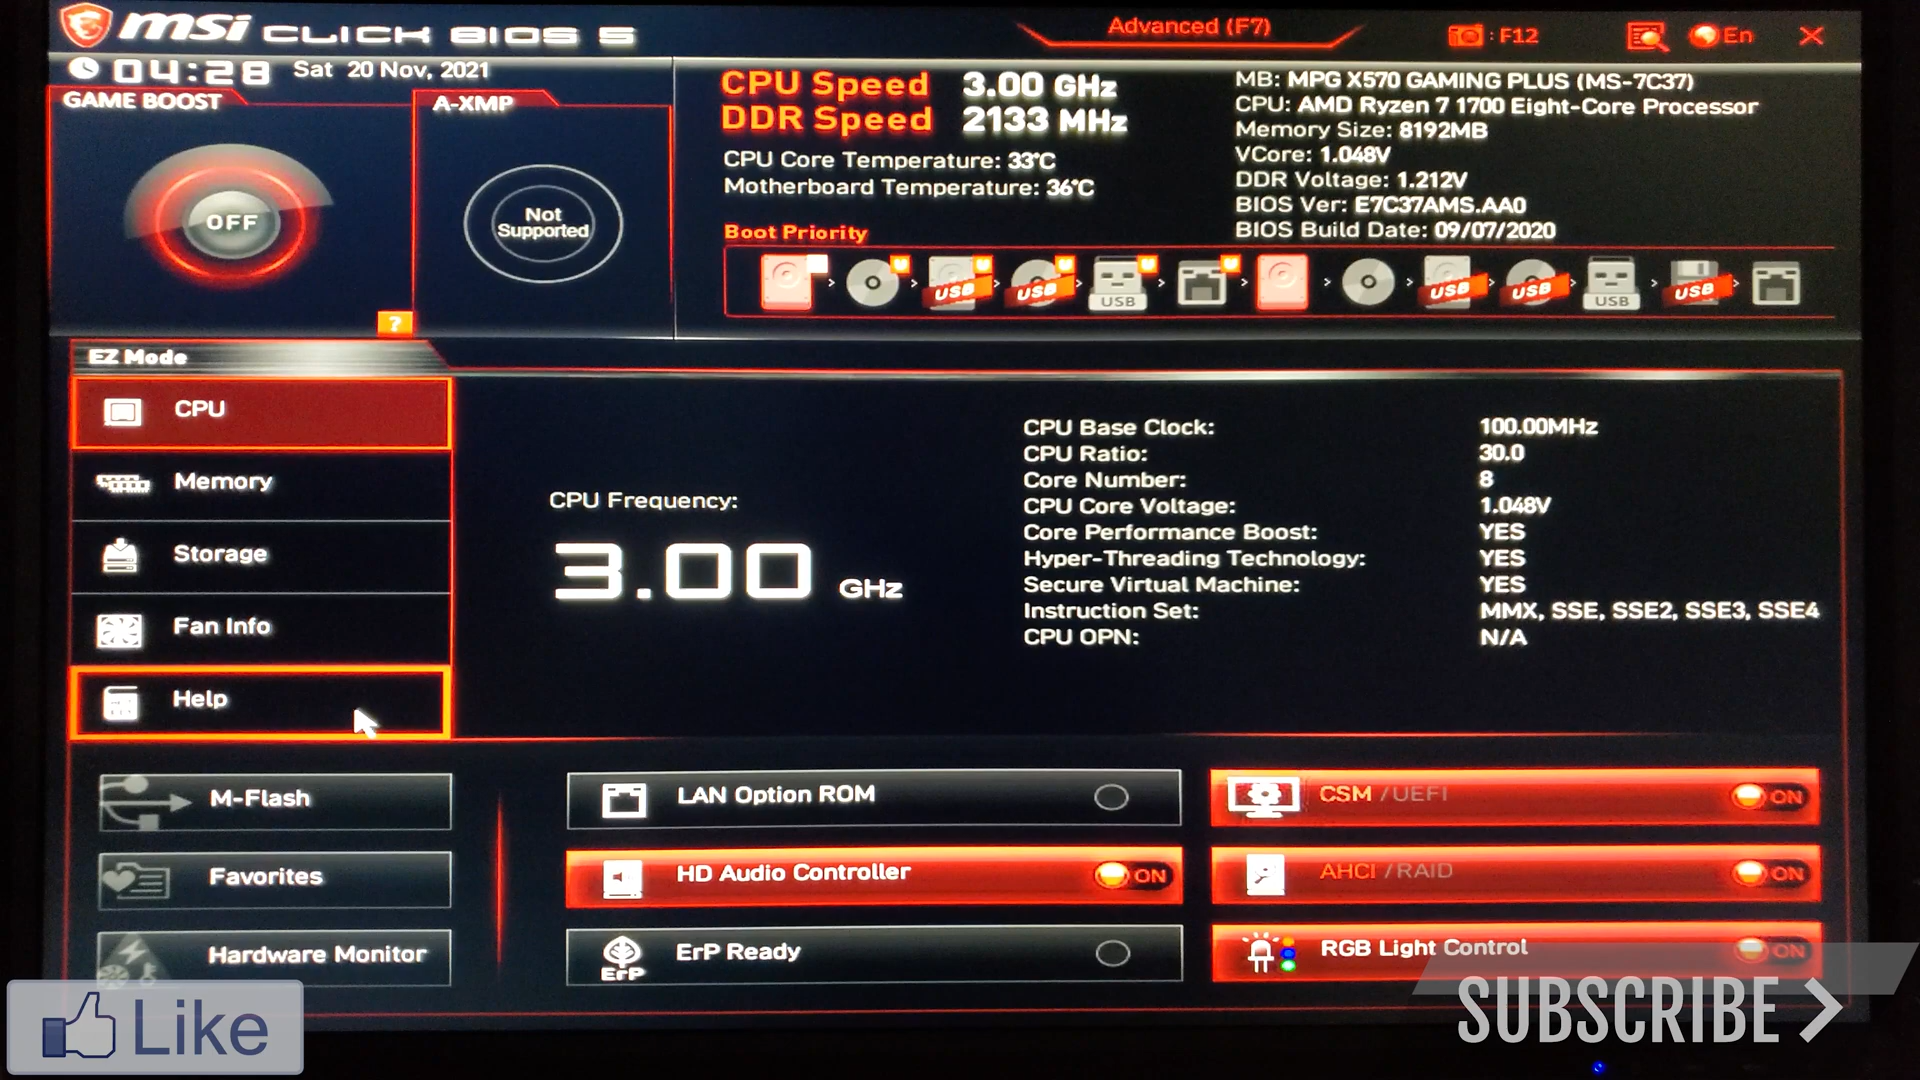 msi CLICK BIOS 5
Advanced (F7)
: F12
En
04:28 Sat 20 Nov, 2021
GAME BOOST
OFF
?
A-XMP
Not
Supported
CPU Speed 3.00 GHz
DDR Speed 2133 MHz
CPU Core Temperature: 33°C
Motherboard Temperature: 36°C
MB: MPG X570 GAMING PLUS (MS-7C37)
CPU: AMD Ryzen 7 1700 Eight-Core Processor
Memory Size: 8192MB
VCore: 1.048V
DDR Voltage: 1.212V
BIOS Ver: E7C37AMS.AA0
BIOS Build Date: 09/07/2020
Boot Priority
USB USB USB USB USB USB USB
EZ Mode
CPU
Memory
Storage
Fan Info
Help
CPU Frequency:
3.00 GHz
CPU Base Clock: 100.00MHz
CPU Ratio: 30.0
Core Number: 8
CPU Core Voltage: 1.048V
Core Performance Boost: YES
Hyper-Threading Technology: YES
Secure Virtual Machine: YES
Instruction Set: MMX, SSE, SSE2, SSE3, SSE4
CPU OPN: N/A
M-Flash
Favorites
Hardware Monitor
LAN Option ROM
HD Audio Controller ON
ErP
ErP Ready
CSM /UEFI ON
AHCI /RAID ON
RGB Light Control ON
Like
SUBSCRIBE